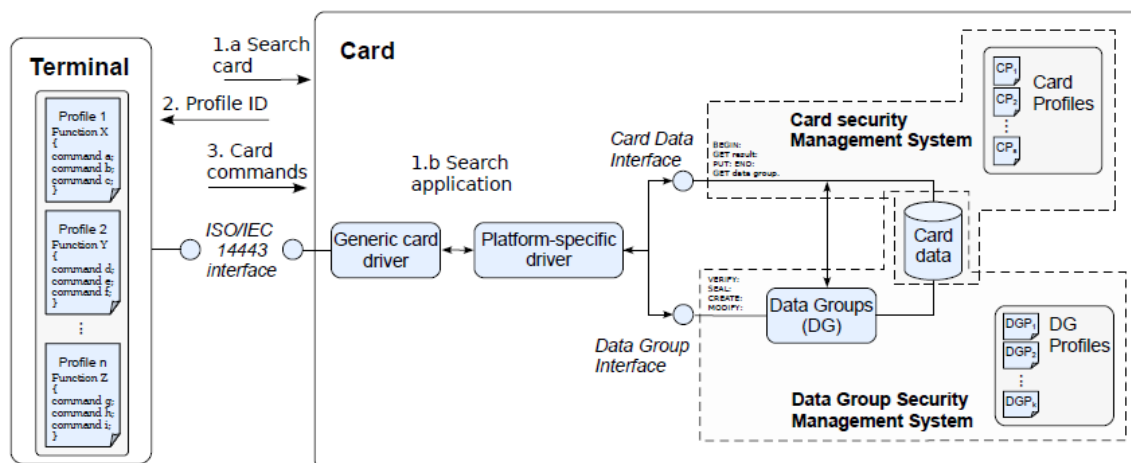 Terminal
Profile 1
Function X
{
command a;
command b;
command c;
}
Profile 2
Function Y
{
command d;
command e;
command f;
}
⋮
Profile n
Function Z
{
command g;
command h;
command i;
}
1.a Search
card
2. Profile ID
3. Card
commands
ISO/IEC
14443
interface
Card
1.b Search
application
Generic card
driver
Platform-specific
driver
Card Data
Interface
Data Group
Interface
BEGIN:
GET result:
PUT: END:
GET data group.
Card security
Management System
CP1
CP2
⋮
CPk
Card
Profiles
Card
data
VERIFY:
SEAL:
CREATE:
MODIFY:
Data Groups
(DG)
DGP1
DGP2
⋮
DGPk
DG
Profiles
Data Group Security
Management System